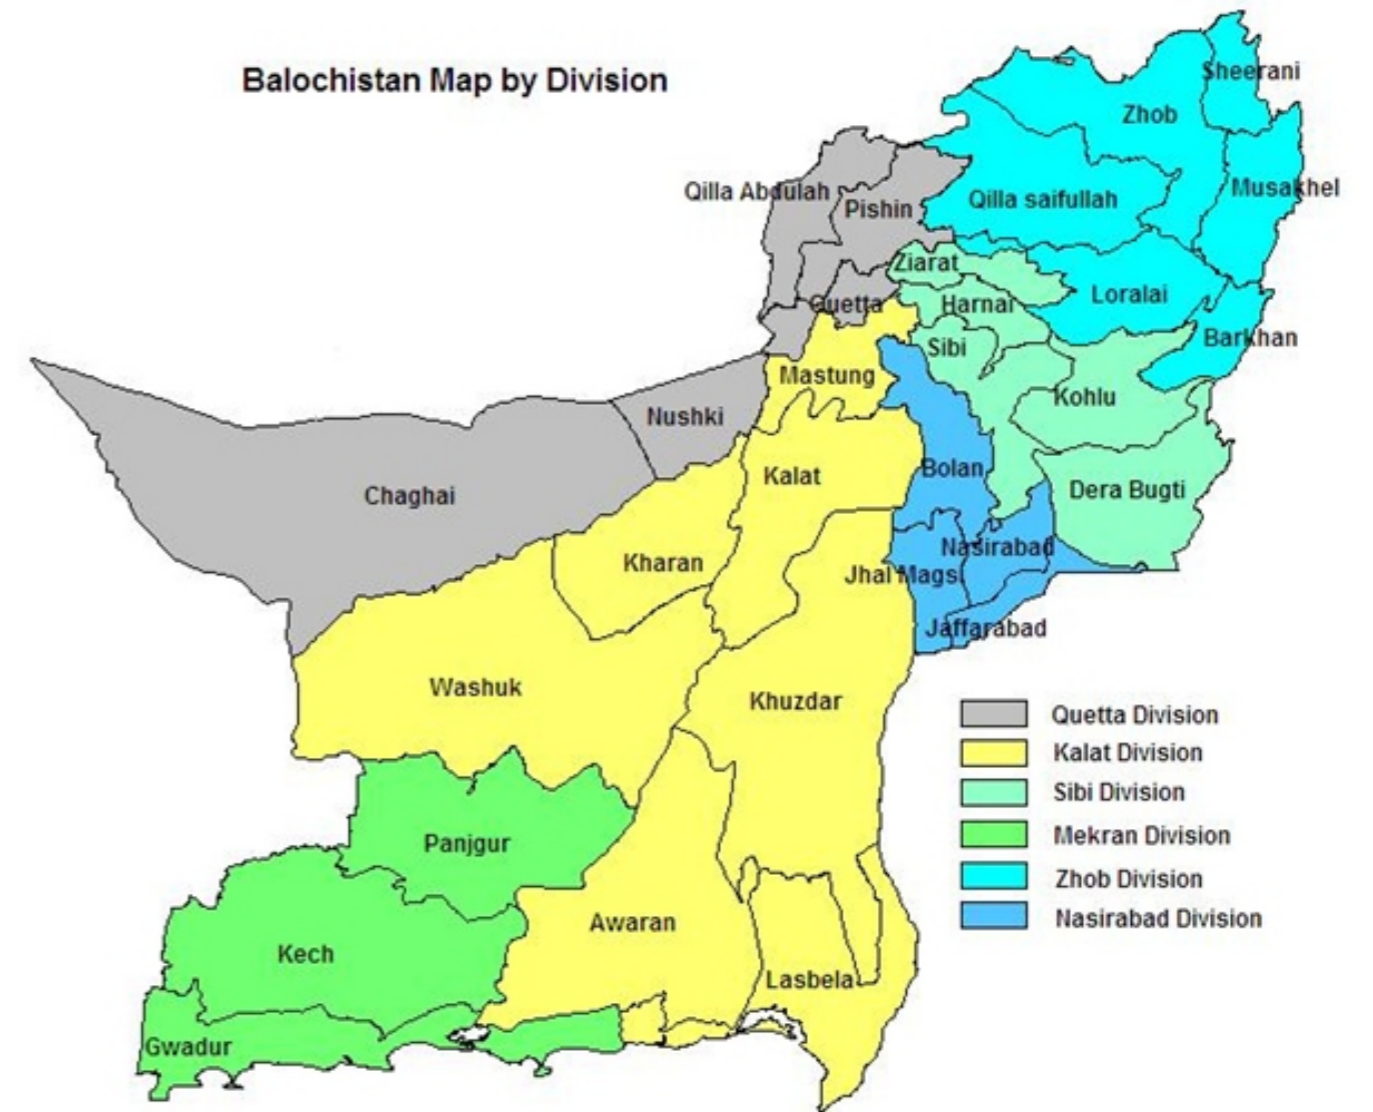 Balochistan Map by Division
Sheerani
Zhob
Musakhel
Qilla Abdulah
Pishin
Qilla saifullah
Ziarat
Loralai
Quetta
Harnai
Barkhan
Sibi
Mastung
Kohlu
Nushki
Kalat
Bolan
Dera Bugti
Chaghai
Nasirabad
Kharan
Jhal Mags.
Jaffarabad
Washuk
Khuzdar
Panjgur
Awaran
Kech
Lasbela
Gwadur
Quetta Division
Kalat Division
Sibi Division
Mekran Division
Zhob Division
Nasirabad Division